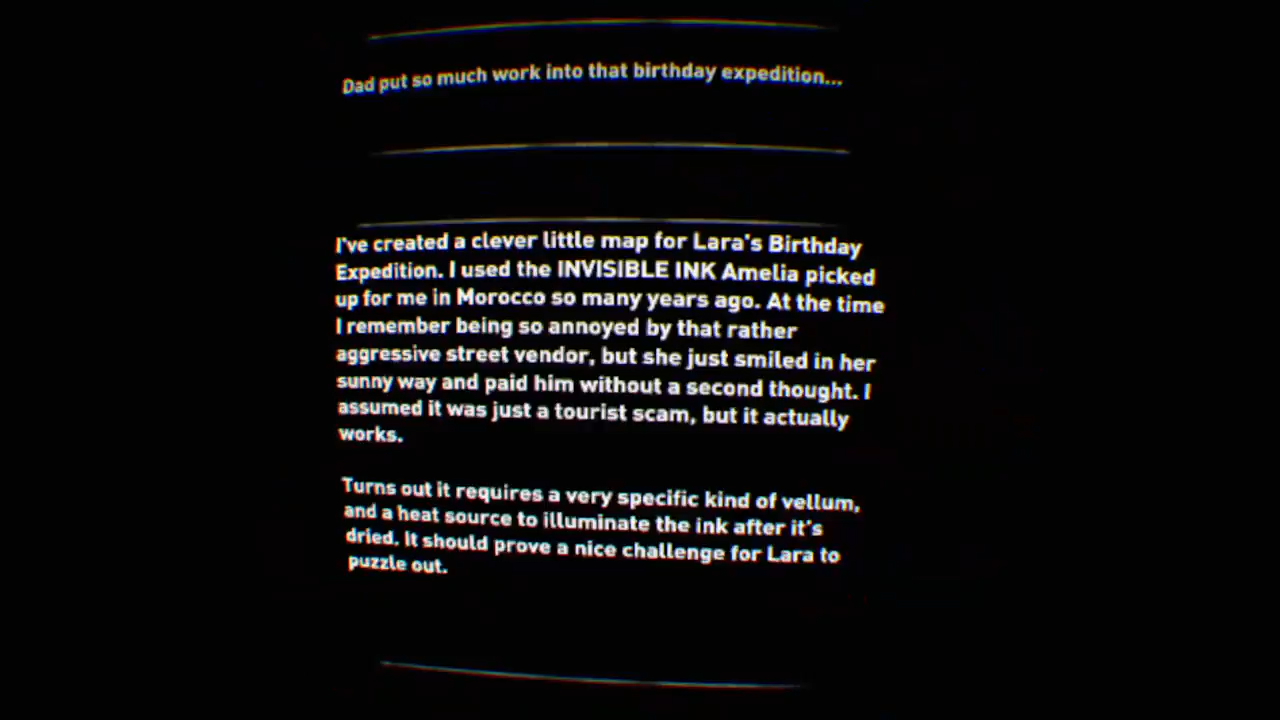 Dad put so much work into that birthday expedition...
I've created a clever little map for Lara's Birthday
Expedition. I used the INVISIBLE INK Amelia picked
up for me in Morocco so many years ago. At the time
I remember being so annoyed by that rather
aggressive street vendor, but she just smiled in her
sunny way and paid him without a second thought. I
assumed it was just a tourist scam, but it actually
works.
Turns out it requires a very specific kind of vellum,
and a heat source to illuminate the ink after it's
dried. It should prove a nice challenge for Lara to
puzzle out.